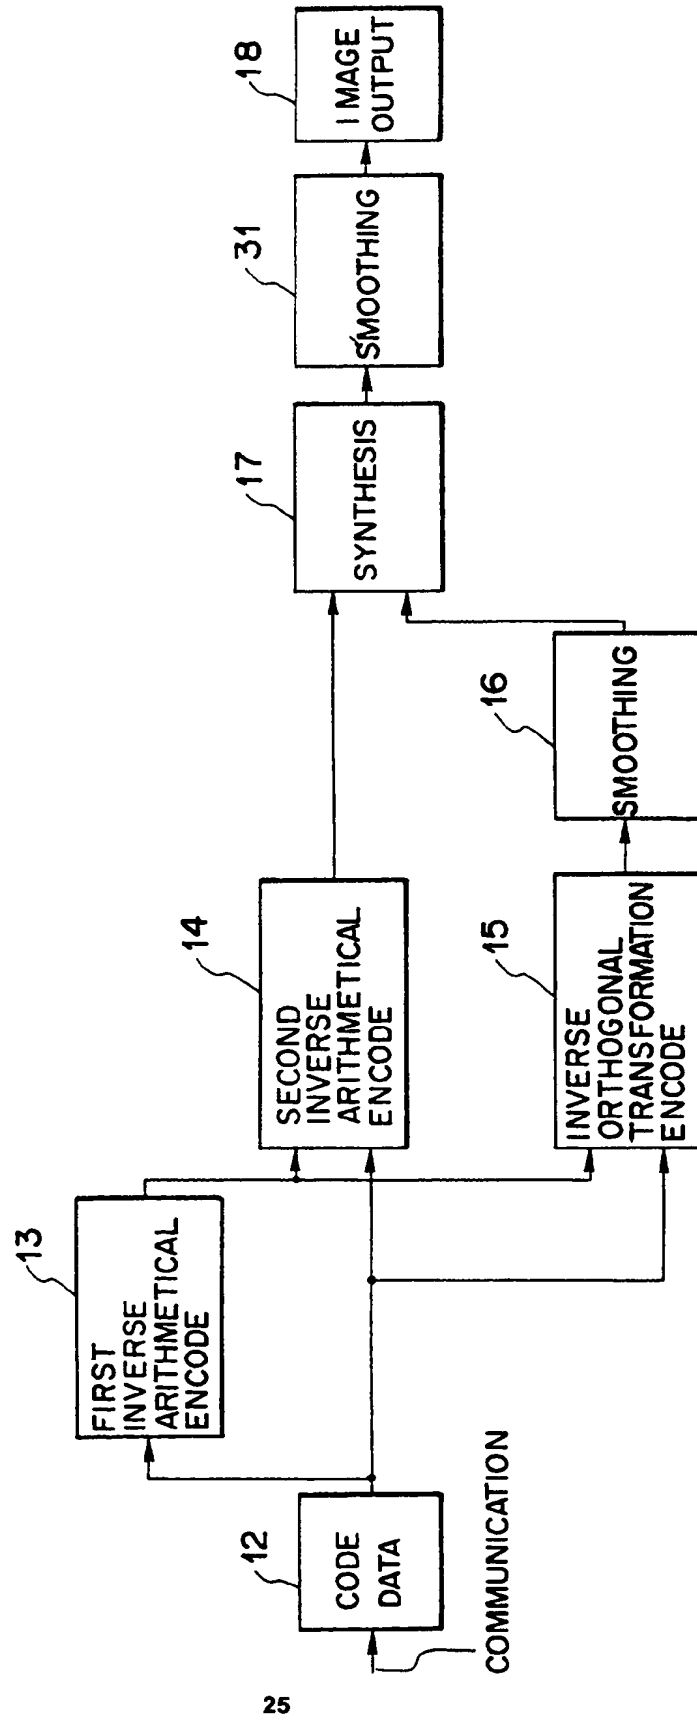 COMMUNICATION
12
CODE
DATA
13
FIRST
INVERSE
ARITHMETICAL
ENCODE
14
SECOND
INVERSE
ARITHMETICAL
ENCODE
15
INVERSE
ORTHOGONAL
TRANSFORMATION
ENCODE
16
SMOOTHING
17
SYNTHESIS
31
SMOOTHING
18
IMAGE
OUTPUT
25